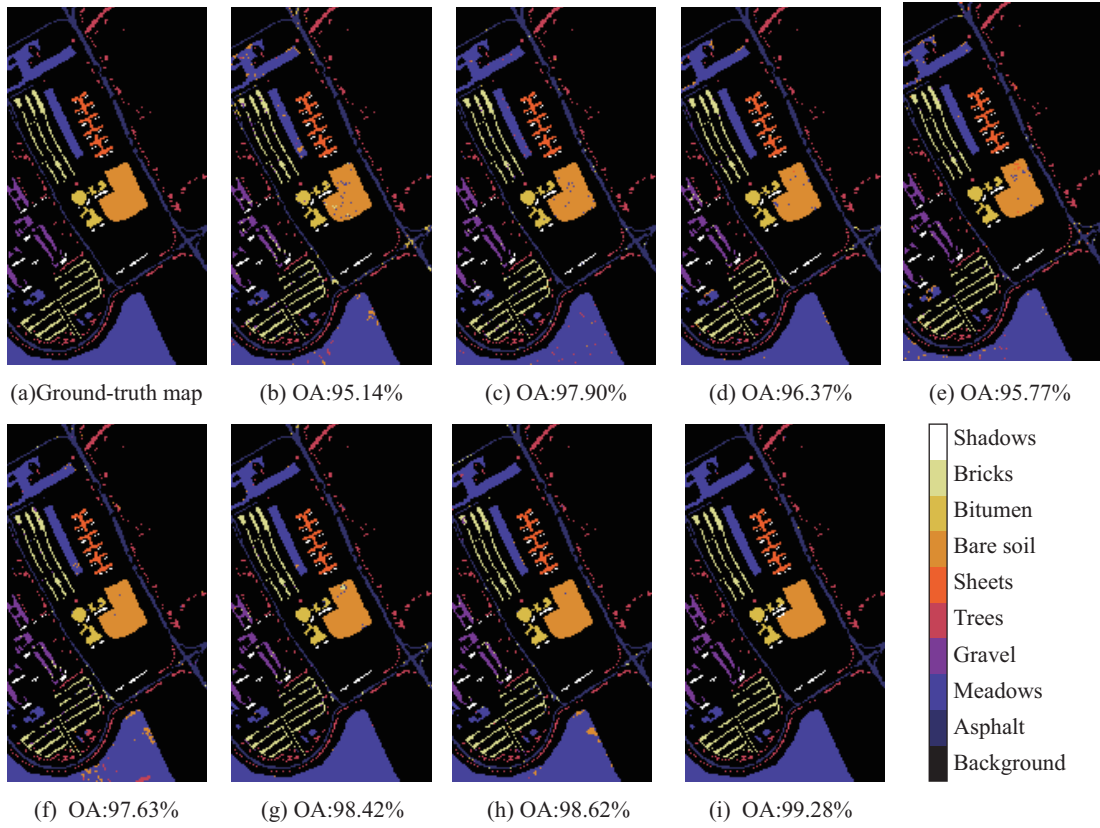 (a)Ground-truth map
(b) OA:95.14%
(c) OA:97.90%
(d) OA:96.37%
(e) OA:95.77%
Shadows
Bricks
Bitumen
Bare soil
Sheets
Trees
Gravel
Meadows
Asphalt
Background
(f) OA:97.63%
(g) OA:98.42%
(h) OA:98.62%
(i) OA:99.28%